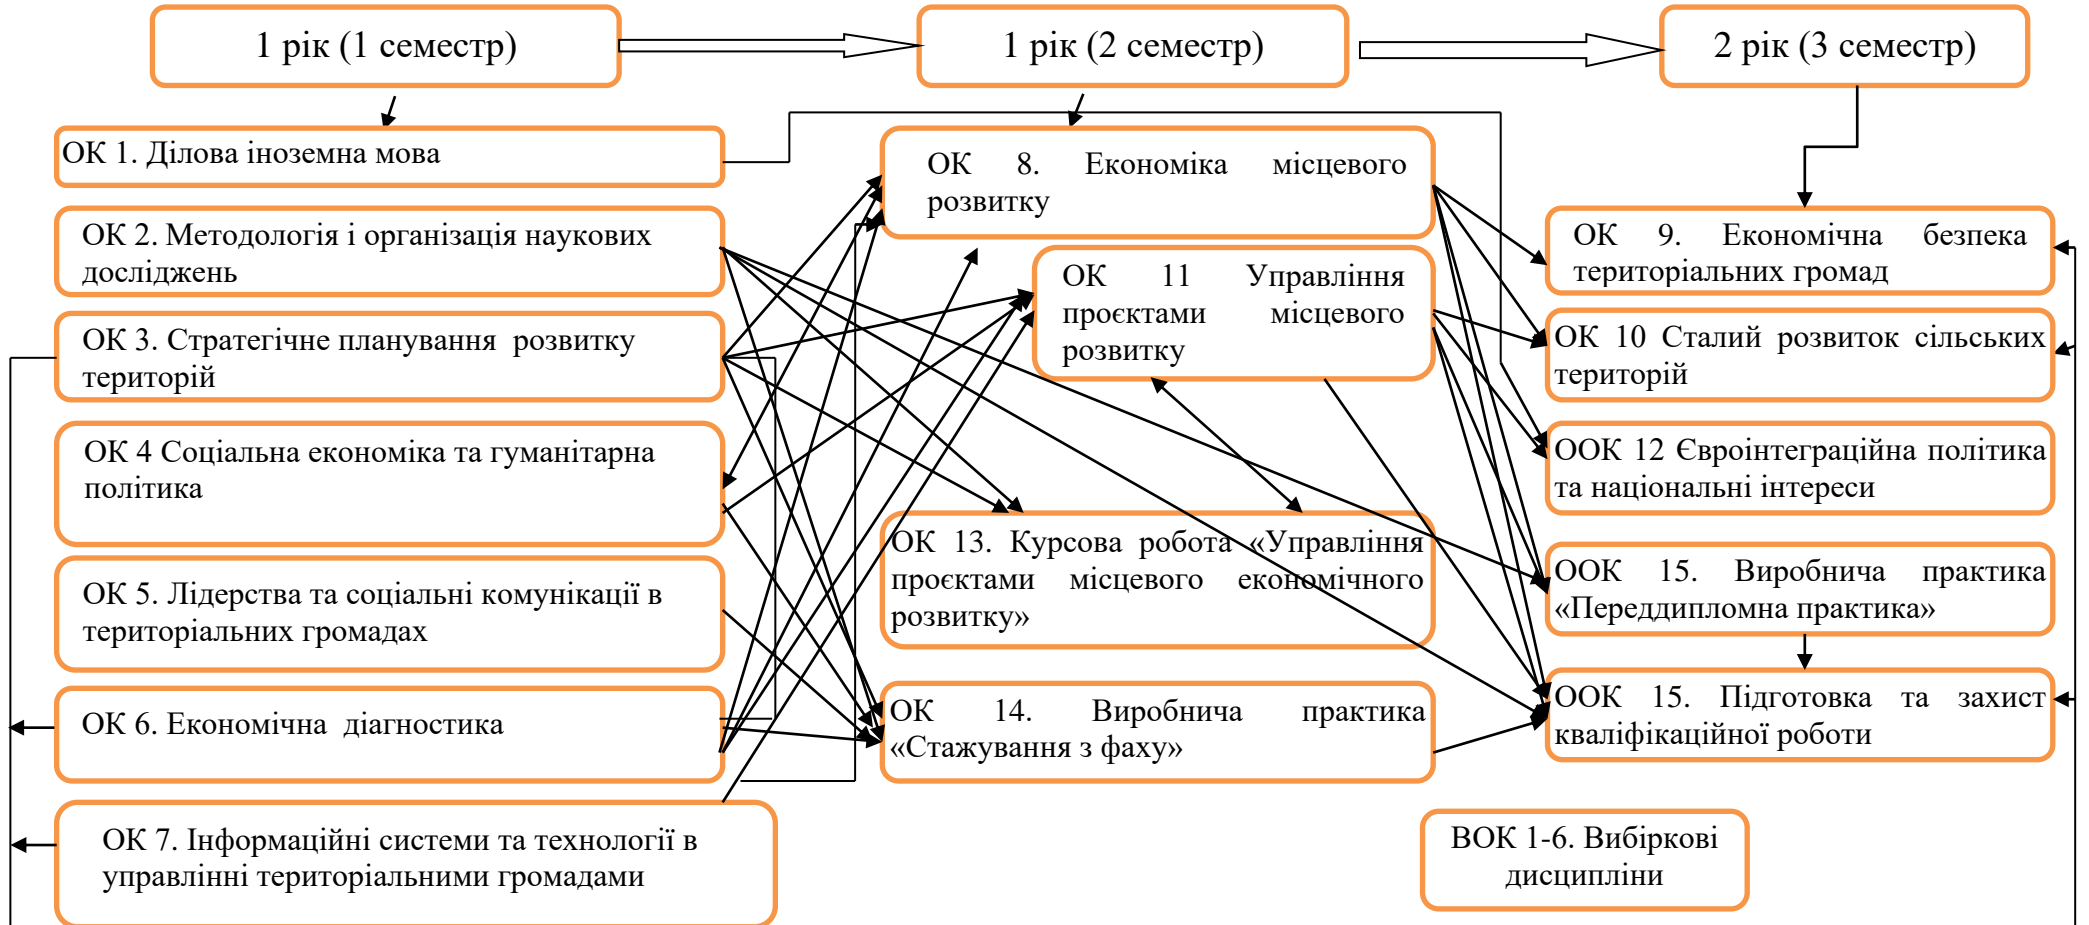 1 рік (1 семестр)
1 рік (2 семестр)
2 рік (3 семестр)
ОК 1. Ділова іноземна мова
ОК 2. Методологія і організація наукових
досліджень
ОК 3. Стратегічне планування розвитку
територій
ОК 4 Соціальна економіка та гуманітарна
політика
ОК 5. Лідерства та соціальні комунікації в
територіальних громадах
ОК 6. Економічна діагностика
ОК 7. Інформаційні системи та технології в
управлінні територіальними громадами
ОК 8. Економіка місцевого
розвитку
ОК 11 Управління
проєктами місцевого
розвитку
ОК 13. Курсова робота «Управління
проєктами місцевого економічного
розвитку»
ОК 14. Виробнича практика
«Стажування з фаху»
ОК 9. Економічна безпека
територіальних громад
ОК 10 Сталий розвиток сільських
територій
ООК 12 Євроінтеграційна політика
та національні інтереси
ООК 15. Виробнича практика
«Переддипломна практика»
ООК 15. Підготовка та захист
кваліфікаційної роботи
ВОК 1-6. Вибіркові
дисципліни